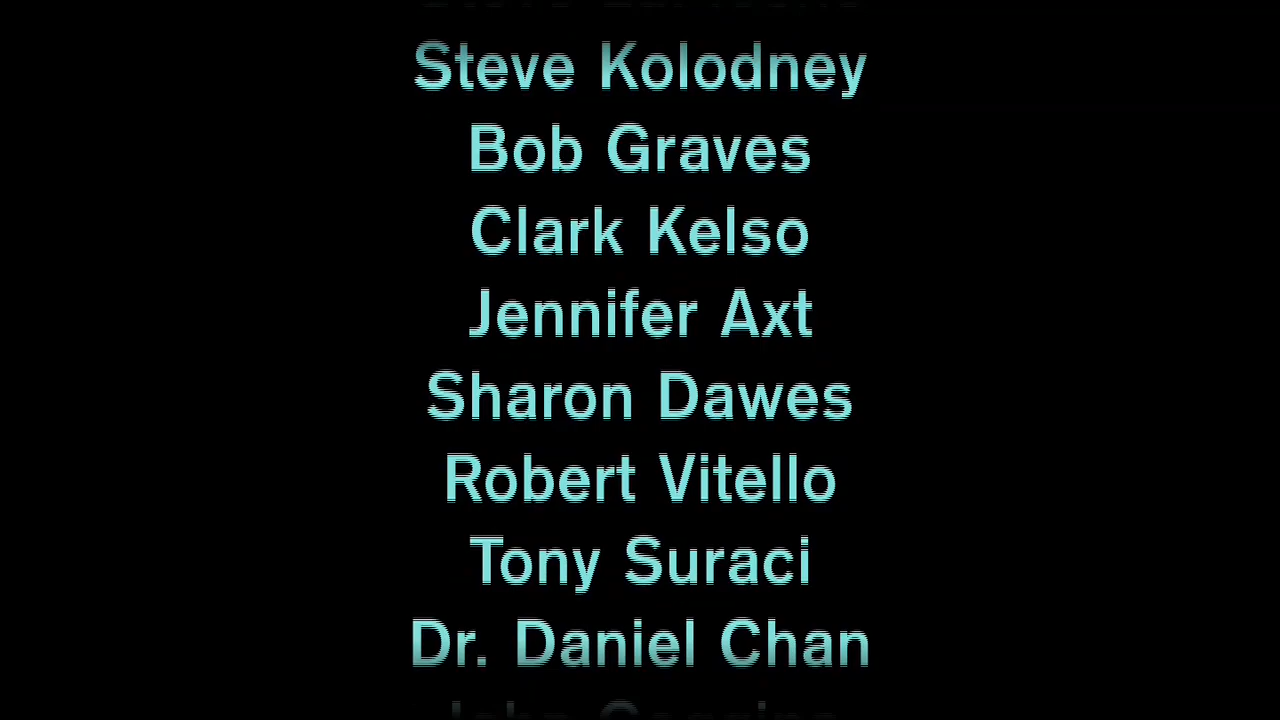 Steve Kolodney
Bob Graves
Clark Kelso
Jennifer Axt
Sharon Dawes
Robert Vitello
Tony Suraci
Dr. Daniel Chan